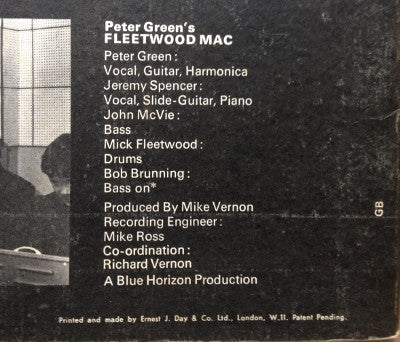 Peter Green's
FLEETWOOD MAC
Peter Green:
Vocal, Guitar, Harmonica
Jeremy Spencer:
Vocal, Slide-Guitar, Piano
John McVie:
Bass
Mick Fleetwood:
Drums
Bob Brunning:
Bass on*
Produced By Mike Vernon
Recording Engineer:
Mike Ross
Co-ordination:
Richard Vernon
A Blue Horizon Production
GB
Printed and made by Ernest J. Day & Co. Ltd., London, W.11. Patent Pending.